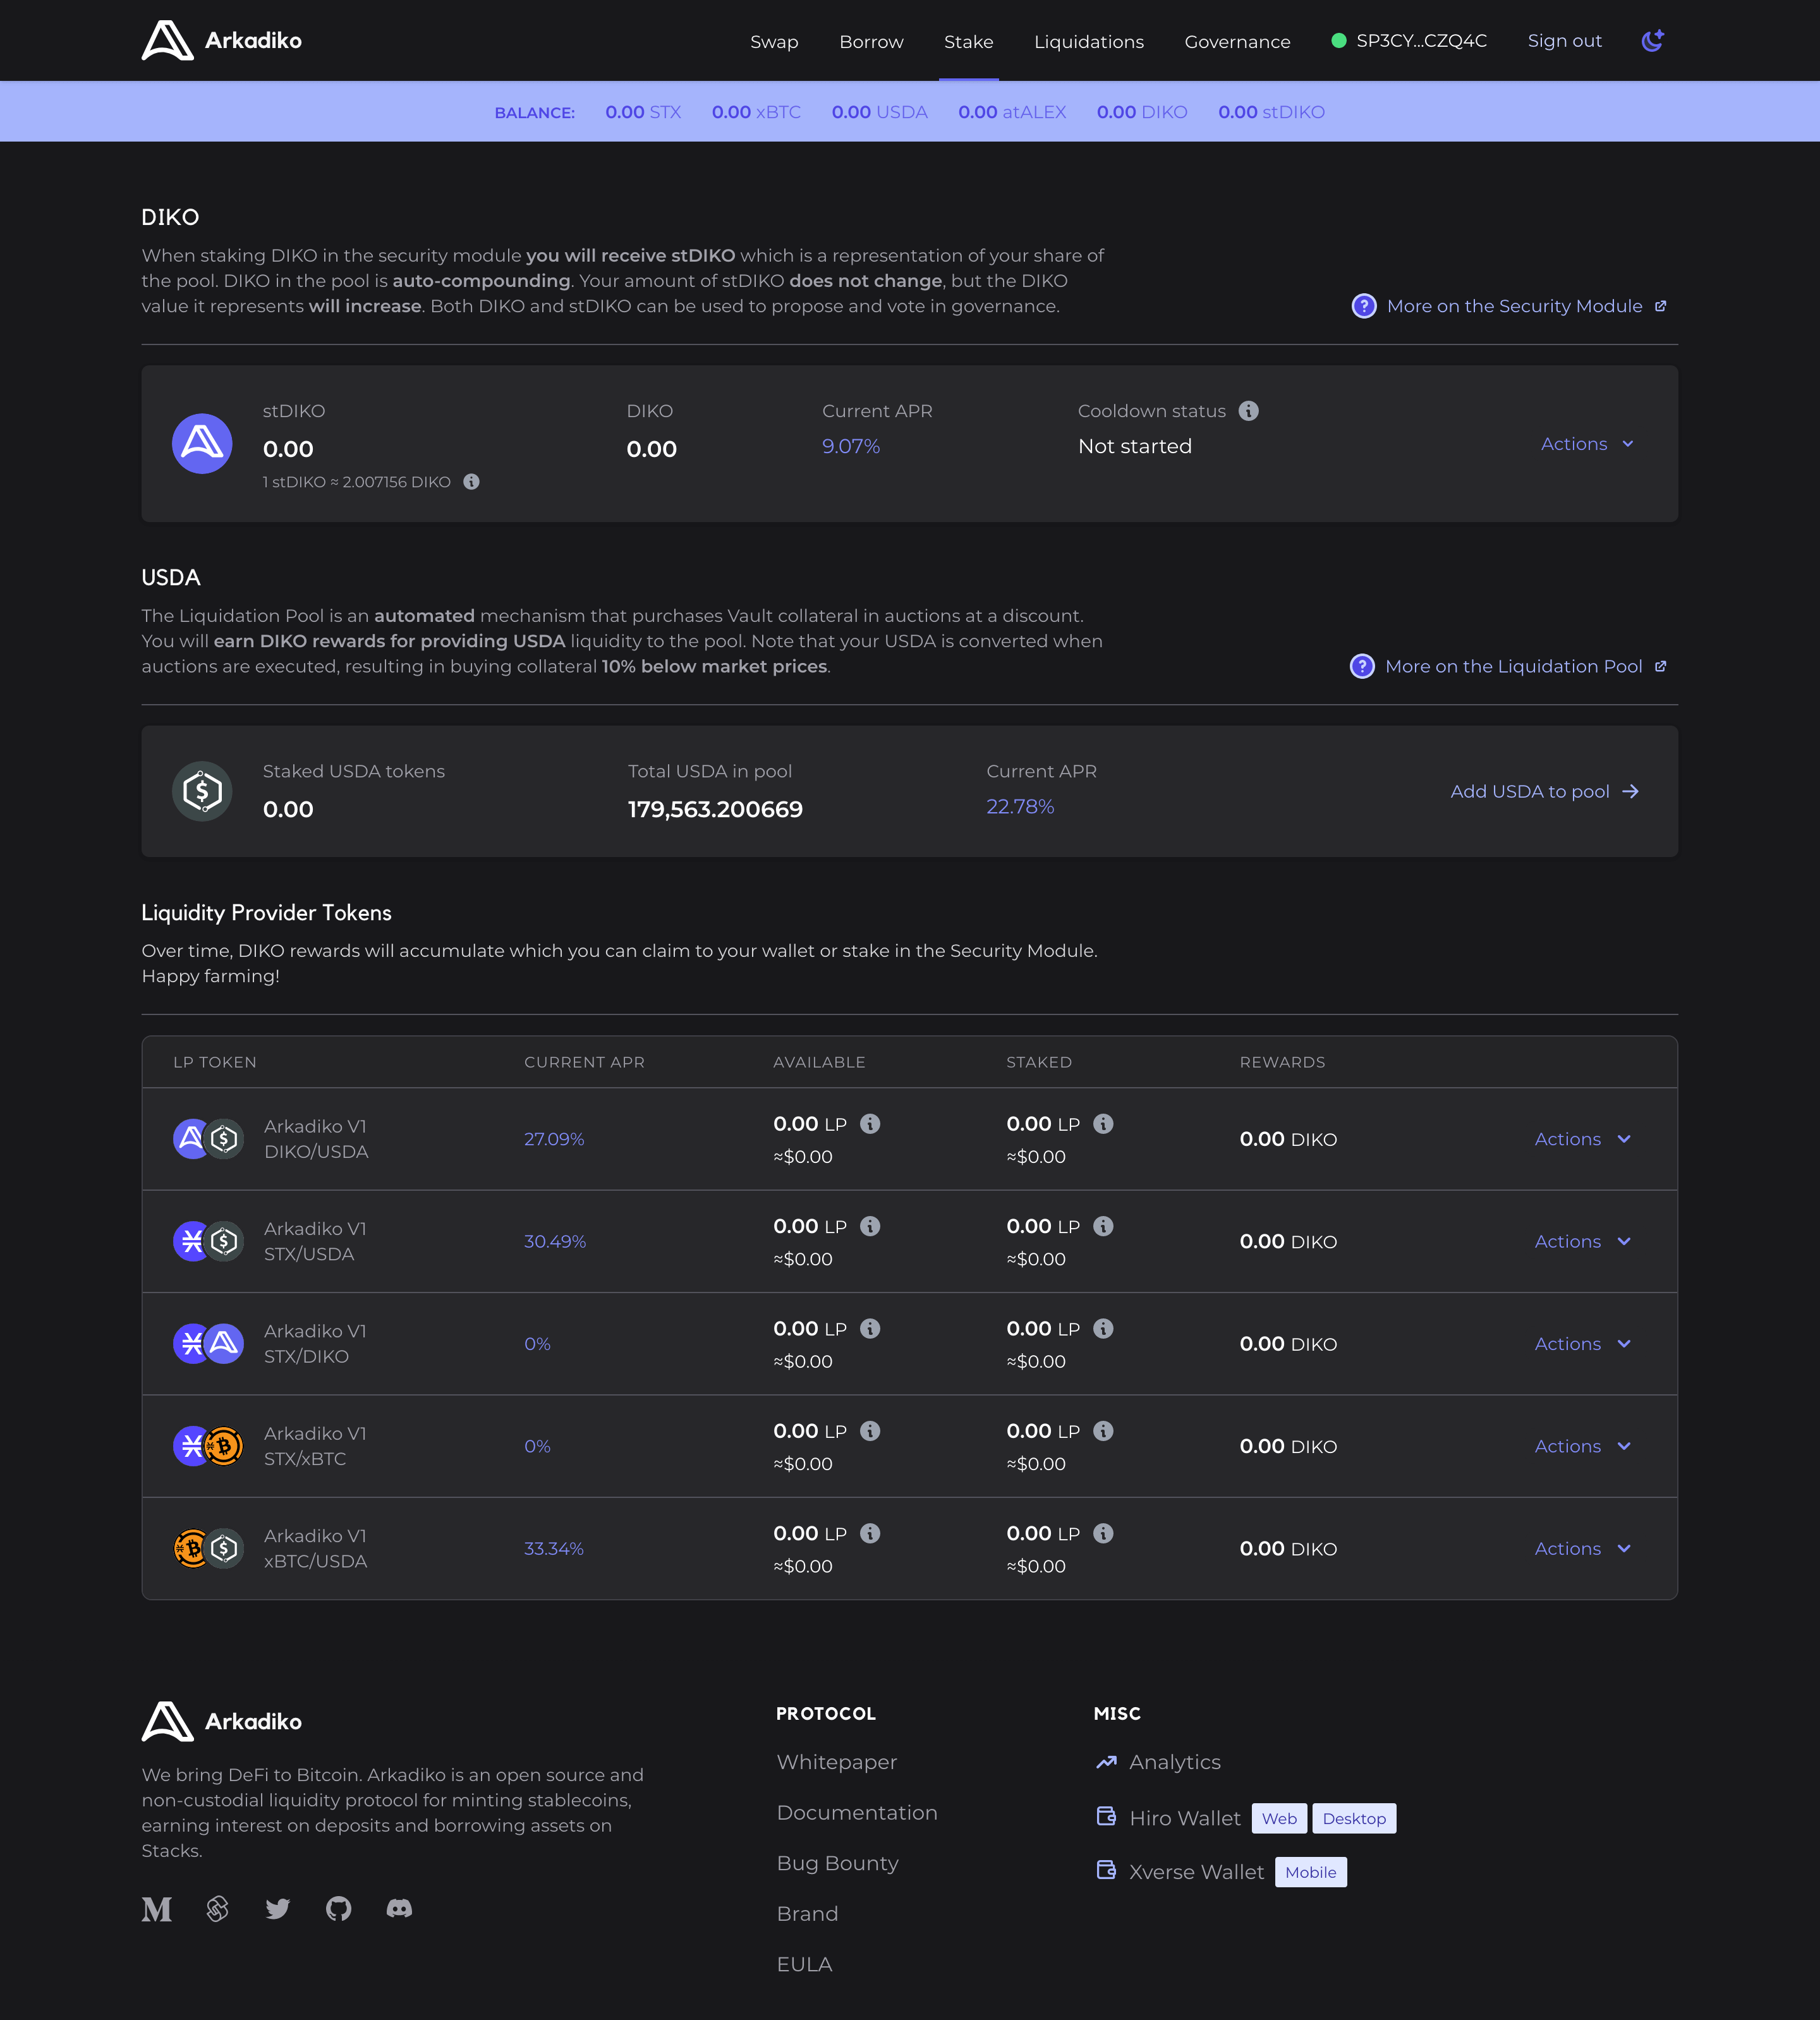 Arkadiko
Swap Borrow Stake Liquidations Governance SP3CY...CZQ4C Sign out
BALANCE: 0.00 STX 0.00 xBTC 0.00 USDA 0.00 atALEX 0.00 DIKO 0.00 stDIKO
DIKO
When staking DIKO in the security module you will receive stDIKO which is a representation of your share of
the pool. DIKO in the pool is auto-compounding. Your amount of stDIKO does not change, but the DIKO
value it represents will increase. Both DIKO and stDIKO can be used to propose and vote in governance.
? More on the Security Module
stDIKO DIKO Current APR Cooldown status i
0.00 0.00 9.07% Not started
Actions
1 stDIKO ≈ 2.007156 DIKO i
USDA
The Liquidation Pool is an automated mechanism that purchases Vault collateral in auctions at a discount.
You will earn DIKO rewards for providing USDA liquidity to the pool. Note that your USDA is converted when
auctions are executed, resulting in buying collateral 10% below market prices.
? More on the Liquidation Pool
Staked USDA tokens Total USDA in pool Current APR
0.00 179,563.200669 22.78%
Add USDA to pool
Liquidity Provider Tokens
Over time, DIKO rewards will accumulate which you can claim to your wallet or stake in the Security Module.
Happy farming!
LP TOKEN CURRENT APR AVAILABLE STAKED REWARDS
Arkadiko V1
DIKO/USDA
27.09%
0.00 LP i
≈$0.00
0.00 LP i
≈$0.00
0.00 DIKO
Actions
Arkadiko V1
STX/USDA
30.49%
0.00 LP i
≈$0.00
0.00 LP i
≈$0.00
0.00 DIKO
Actions
Arkadiko V1
STX/DIKO
0%
0.00 LP i
≈$0.00
0.00 LP i
≈$0.00
0.00 DIKO
Actions
Arkadiko V1
STX/xBTC
0%
0.00 LP i
≈$0.00
0.00 LP i
≈$0.00
0.00 DIKO
Actions
Arkadiko V1
xBTC/USDA
33.34%
0.00 LP i
≈$0.00
0.00 LP i
≈$0.00
0.00 DIKO
Actions
Arkadiko
We bring DeFi to Bitcoin. Arkadiko is an open source and
non-custodial liquidity protocol for minting stablecoins,
earning interest on deposits and borrowing assets on
Stacks.
PROTOCOL
Whitepaper
Documentation
Bug Bounty
Brand
EULA
MISC
Analytics
Hiro Wallet Web Desktop
Xverse Wallet Mobile